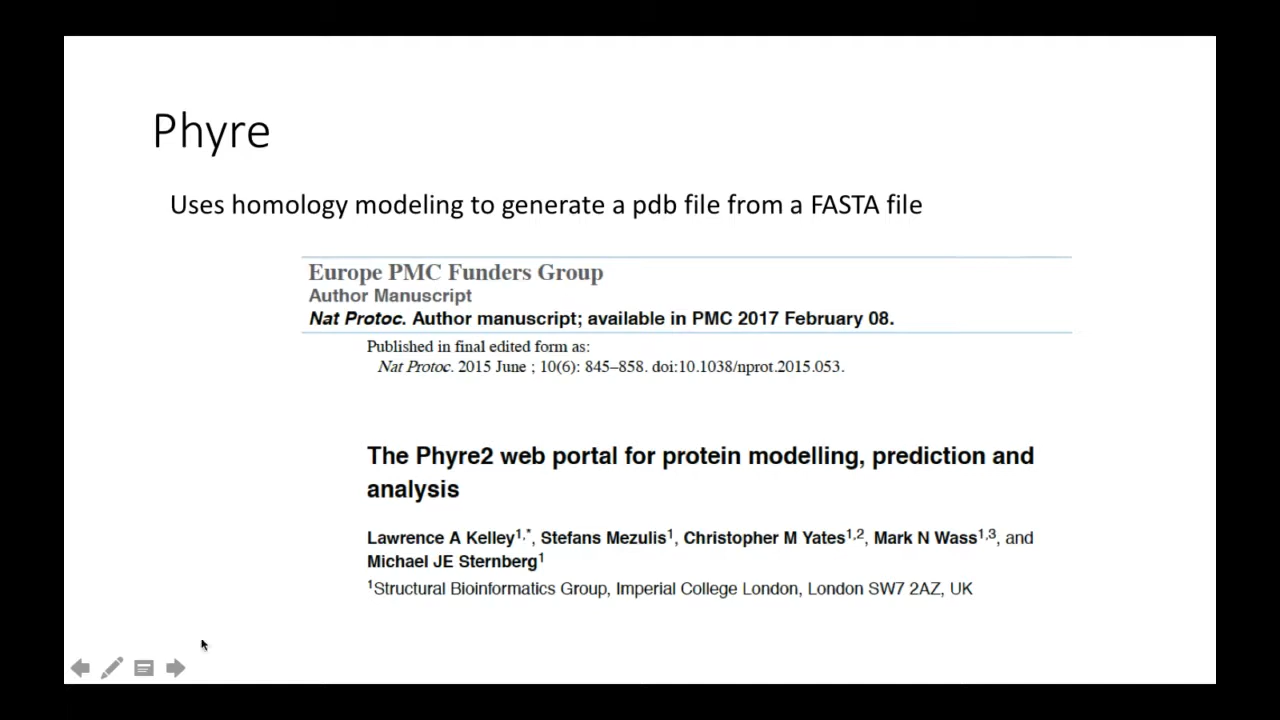 Phyre
Uses homology modeling to generate a pdb file from a FASTA file
Europe PMC Funders Group
Author Manuscript
Nat Protoc. Author manuscript; available in PMC 2017 February 08.
Published in final edited form as:
Nat Protoc. 2015 June ; 10(6): 845–858. doi:10.1038/nprot.2015.053.
The Phyre2 web portal for protein modelling, prediction and
analysis
Lawrence A Kelley1,*, Stefans Mezulis1, Christopher M Yates1,2, Mark N Wass1,3, and
Michael JE Sternberg1
1Structural Bioinformatics Group, Imperial College London, London SW7 2AZ, UK